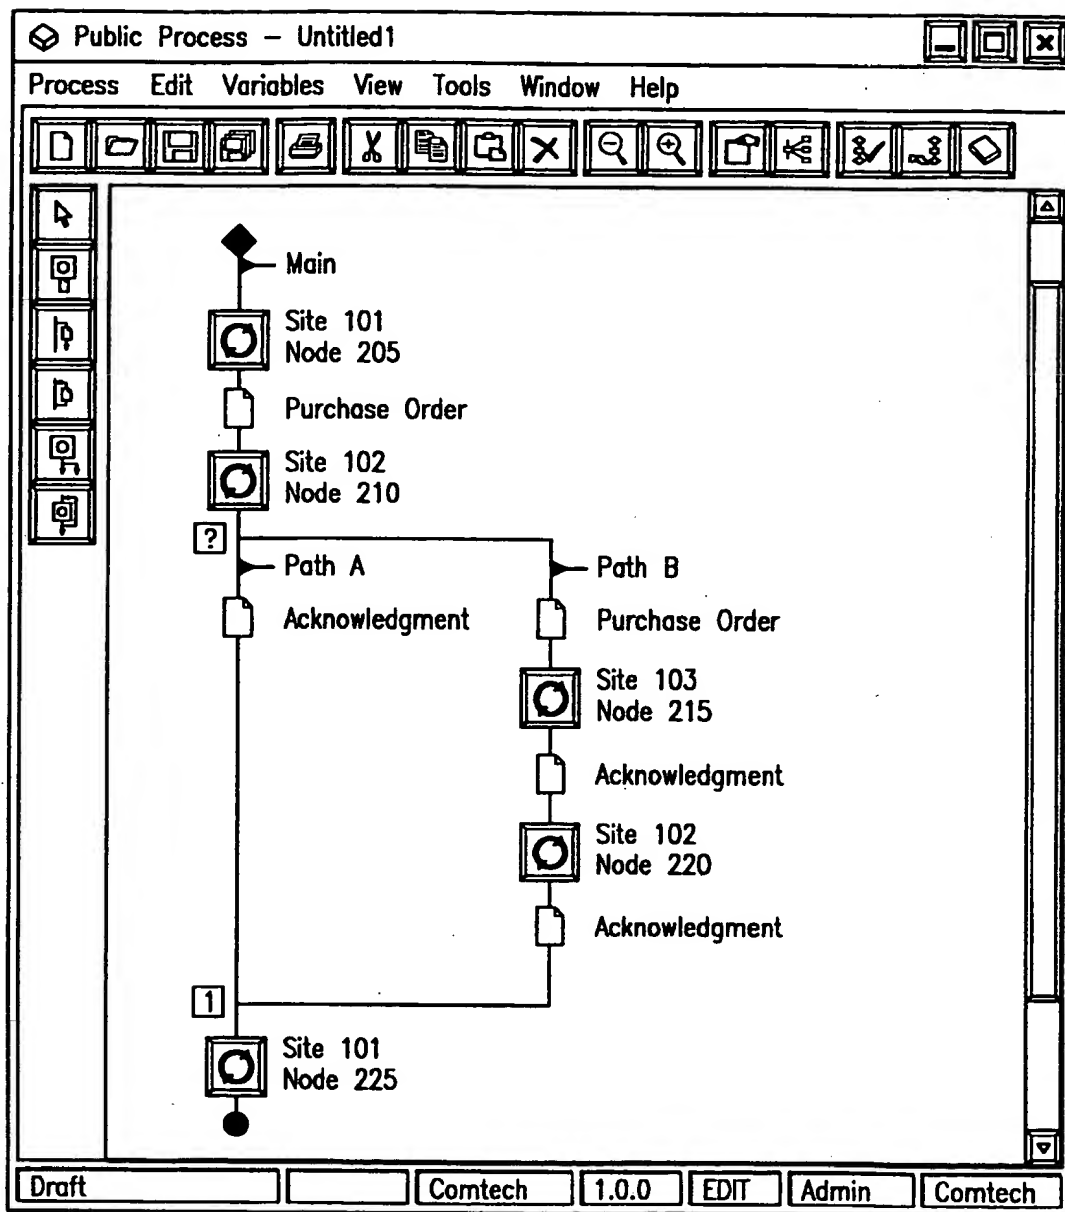 Public Process – Untitled1
Process Edit Variables View Tools Window Help
Main
Site 101
Node 205
Purchase Order
Site 102
Node 210
?
Path A
Path B
Acknowledgment
Purchase Order
Site 103
Node 215
Acknowledgment
Site 102
Node 220
Acknowledgment
1
Site 101
Node 225
Draft Comtech 1.0.0 EDIT Admin Comtech